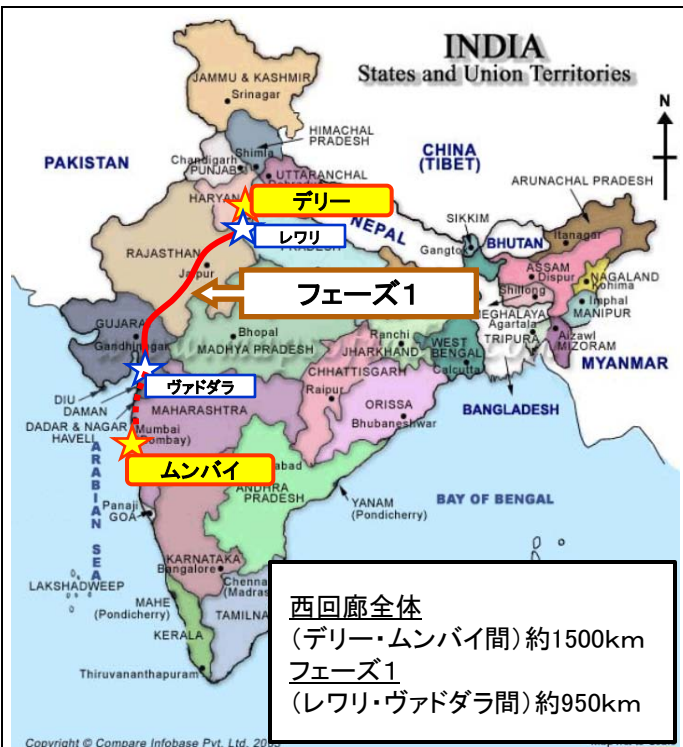 INDIA
States and Union Territories
N
JAMMU & KASHMIR
Srinagar
HIMACHAL
PRADESH
CHINA
(TIBET)
PAKISTAN
Chandigarh
Shimla
PUNJAB
UTTARANCHAL
ARUNACHAL PRADESH
HARYAN
デリー
レワリ
NEPAL
SIKKIM
Gangto
BHUTAN
Itanagar
RAJASTHAN
Jaipur
PRADESH
ASSAM
Dispur
NAGALAND
Kohima
フェーズ1
Shillong
MEGHALAYA
Imphal
MANIPUR
GUJARA
Gandhinagar
Bhopal
MADHYA PRADESH
Ranchi
JHARKHAND
WEST
BENGAL
Calcutta
Agartala
TRIPURA
Aizawl
MIZORAM
MYANMAR
ヴァドダラ
CHHATTISGARH
Raipur
DIU
DAMAN
DADAR & NAGAR
HAVELI
MAHARASHTRA
ORISSA
Bhubaneshwar
BANGLADESH
Mumbai
(Bombay)
ムンバイ
abad
ANDHRA
PRADESH
YANAM
(Pondicherry)
BAY OF BENGAL
ARABIAN SEA
Panaji
GOA
KARNATAKA
Bangalore
Chenna
(Madras
LAKSHADWEEP
MAHE
(Pondicherry)
TAMILNA
KERALA
Thiruvananthapuram
西回廊全体
(デリー・ムンバイ間)約1500km
フェーズ1
(レワリ・ヴァドダラ間)約950km
Copyright © Compare Infobase Pvt. Ltd.